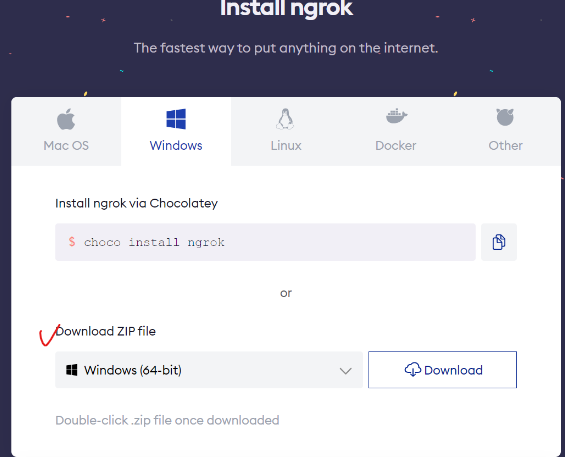 Install ngrok
The fastest way to put anything on the internet.
Mac OS
Windows
Linux
Docker
Other
Install ngrok via Chocolatey
$ choco install ngrok
or
Download ZIP file
Windows (64-bit)
Download
Double-click .zip file once downloaded